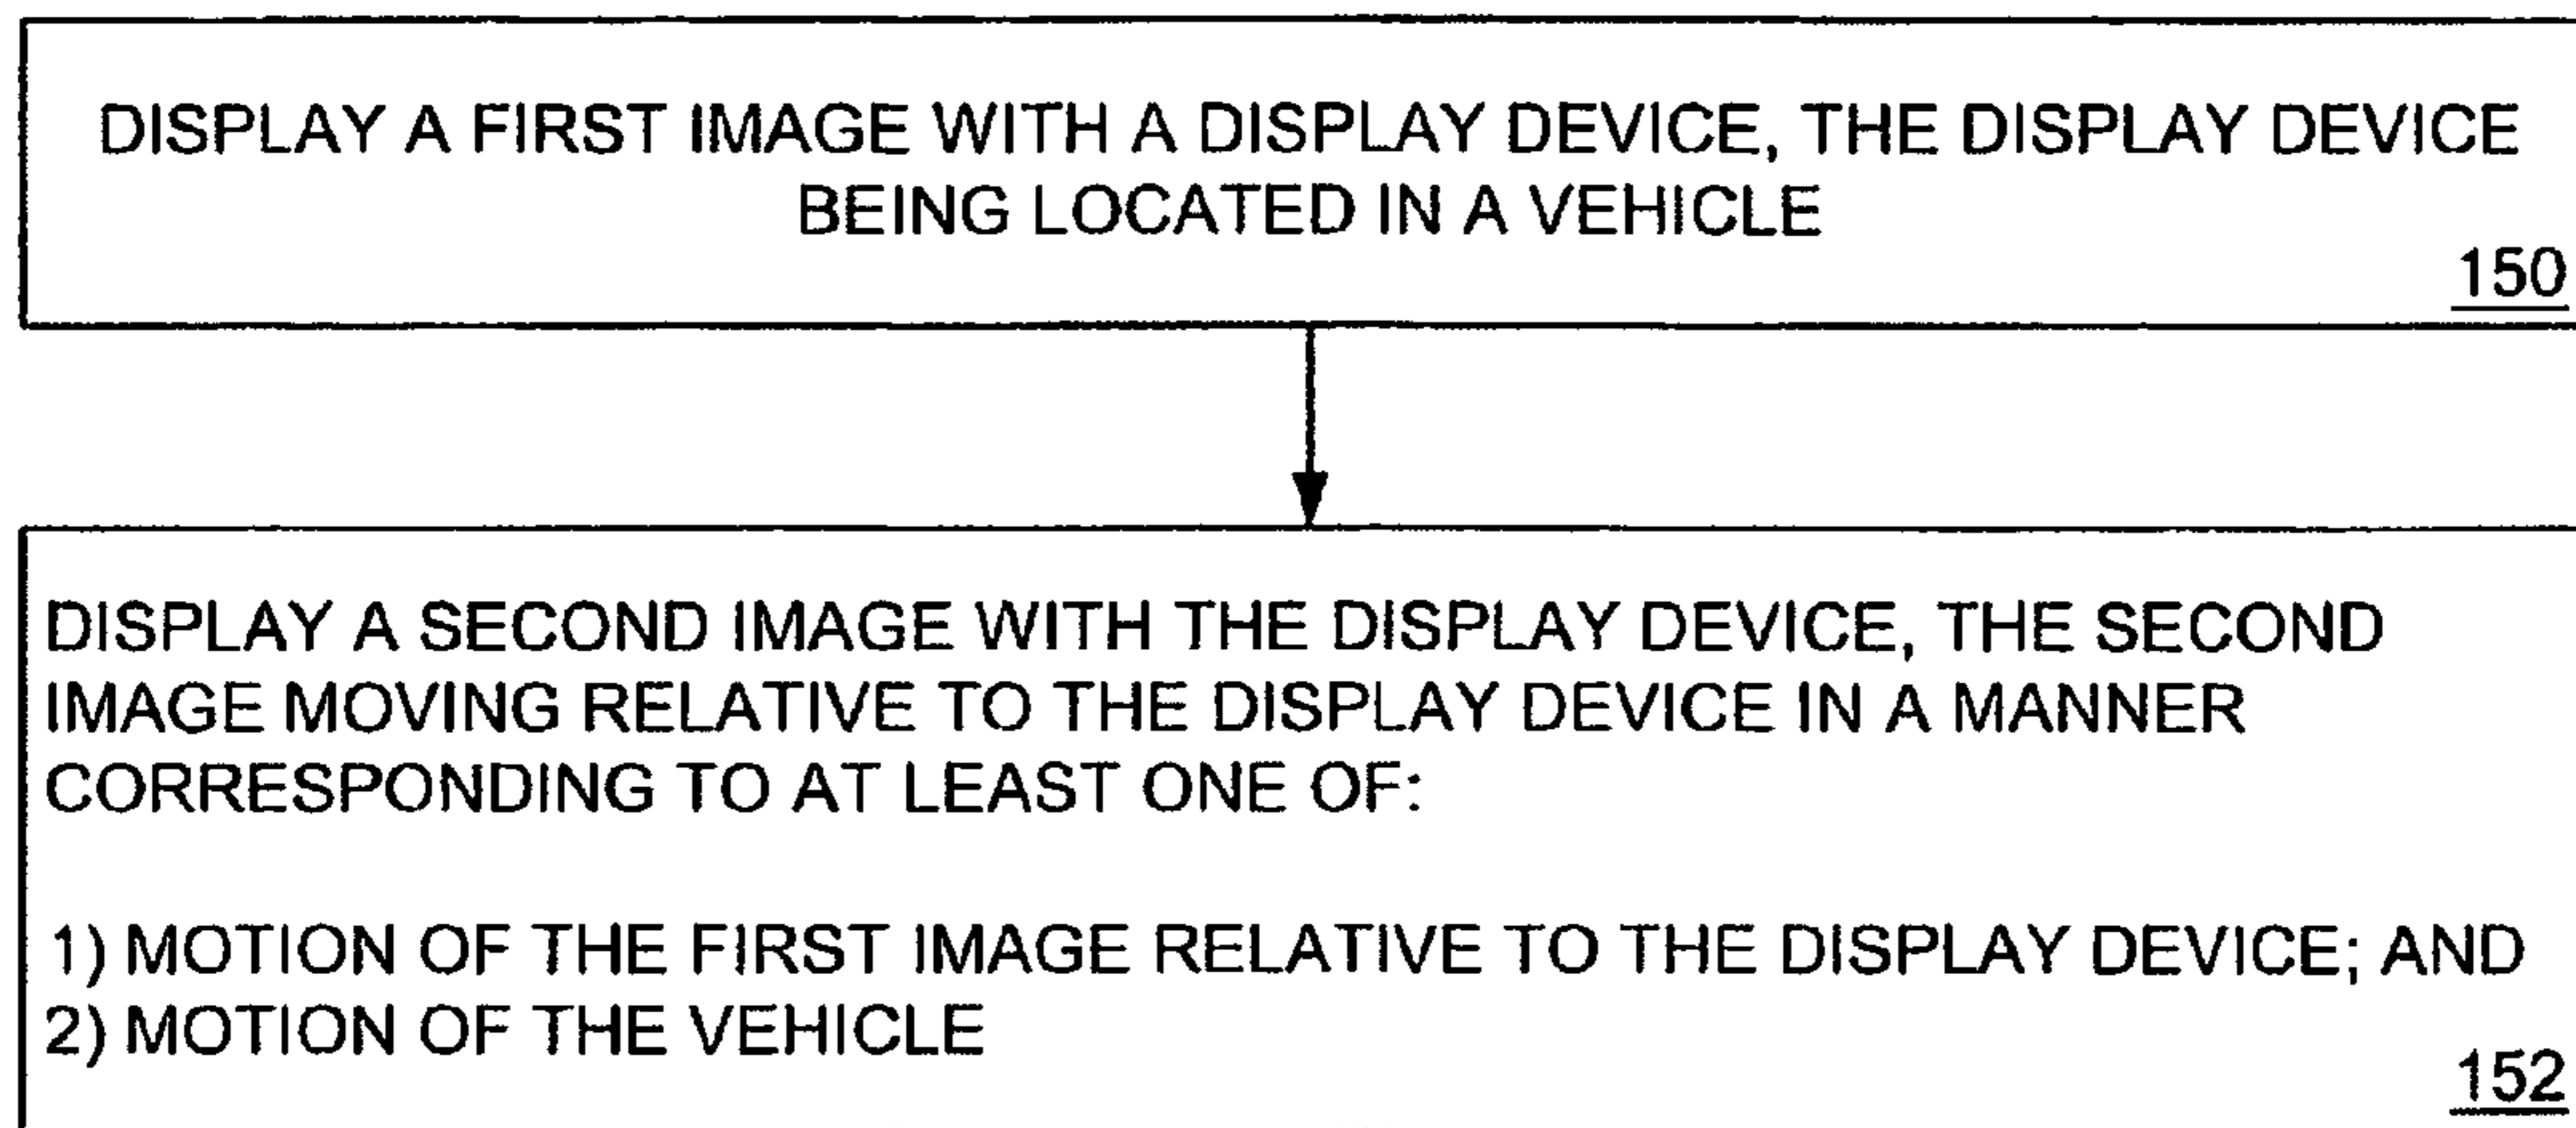 DISPLAY A FIRST IMAGE WITH A DISPLAY DEVICE, THE DISPLAY DEVICE
BEING LOCATED IN A VEHICLE
150
DISPLAY A SECOND IMAGE WITH THE DISPLAY DEVICE, THE SECOND
IMAGE MOVING RELATIVE TO THE DISPLAY DEVICE IN A MANNER
CORRESPONDING TO AT LEAST ONE OF:
1) MOTION OF THE FIRST IMAGE RELATIVE TO THE DISPLAY DEVICE; AND
2) MOTION OF THE VEHICLE
152